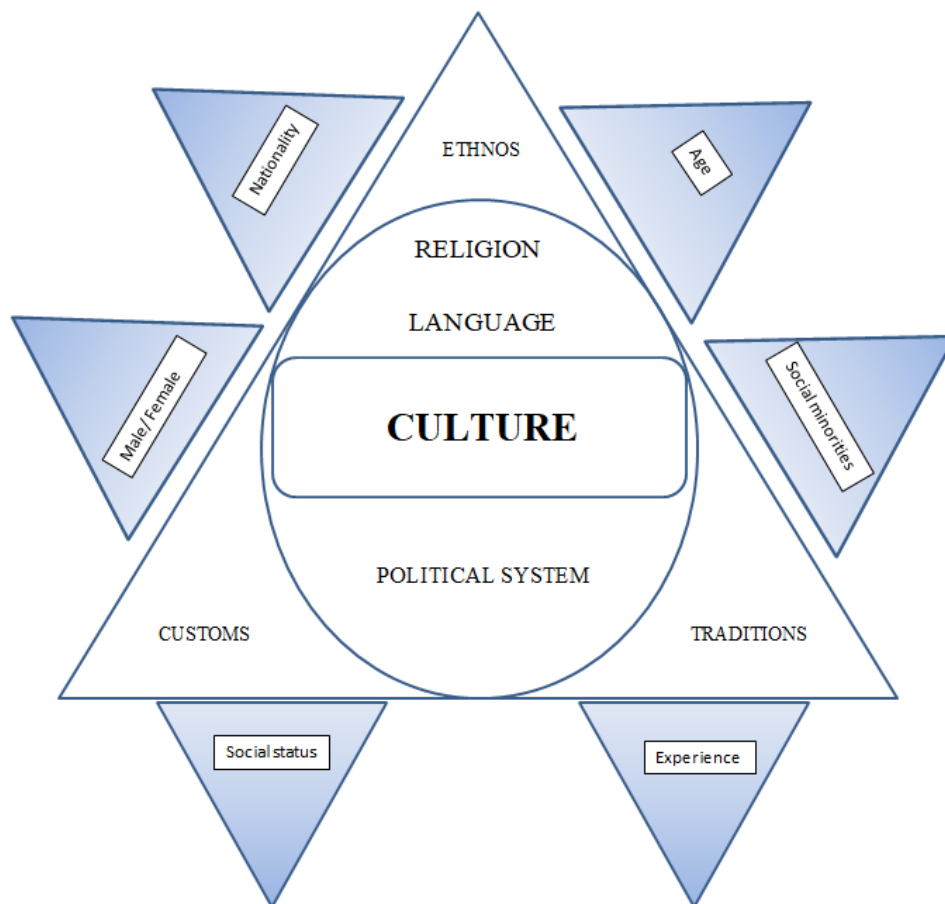 ETHNOS
Nationality
Age
RELIGION
LANGUAGE
Male / Female
CULTURE
Social minorities
POLITICAL SYSTEM
CUSTOMS
TRADITIONS
Social status
Experience